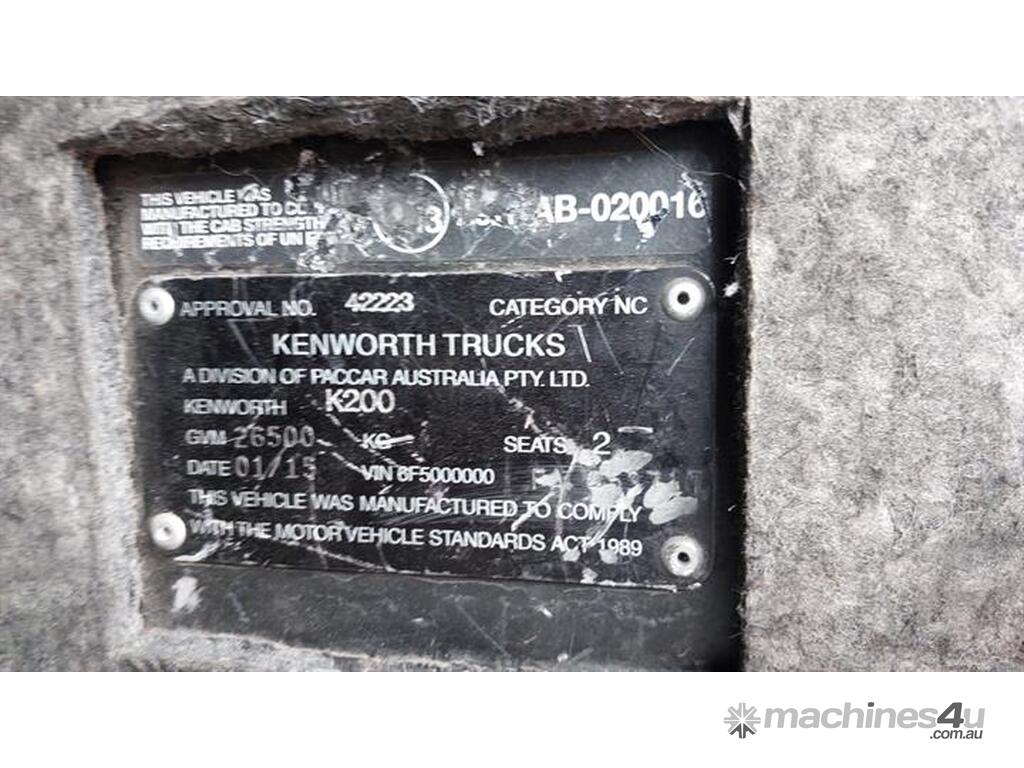 THIS VEHICLE WAS
MANUFACTURED TO
WITH THE CAB STRENGTH
REQUIREMENTS OF UN
AB-020016
APPROVAL NO. 42223 CATEGORY NC
KENWORTH TRUCKS
A DIVISION OF PACCAR AUSTRALIA PTY. LTD.
KENWORTH K200
GVM 26500 KG SEATS 2
DATE 01/15 VIN 6F5000000
THIS VEHICLE WAS MANUFACTURED TO COMPLY
WITH THE MOTOR VEHICLE STANDARDS ACT 1989
machines4u
.com.au